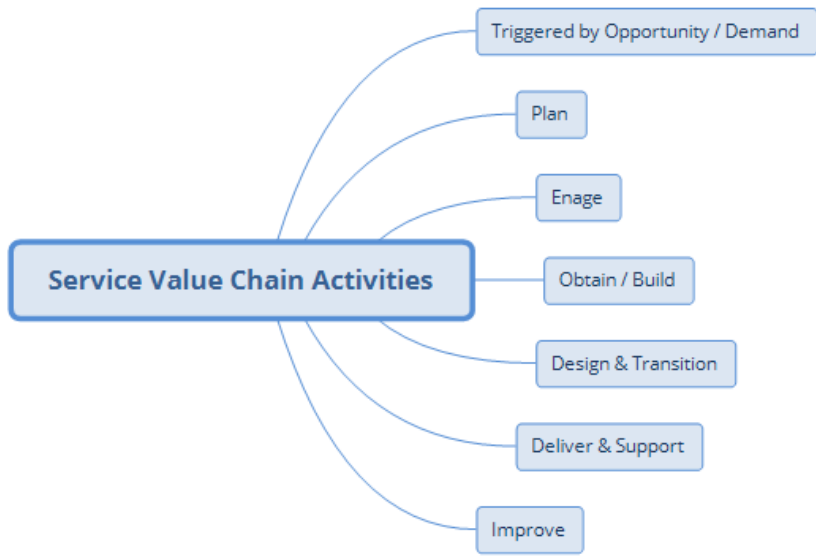 Triggered by Opportunity / Demand
Plan
Enage
Service Value Chain Activities
Obtain / Build
Design & Transition
Deliver & Support
Improve